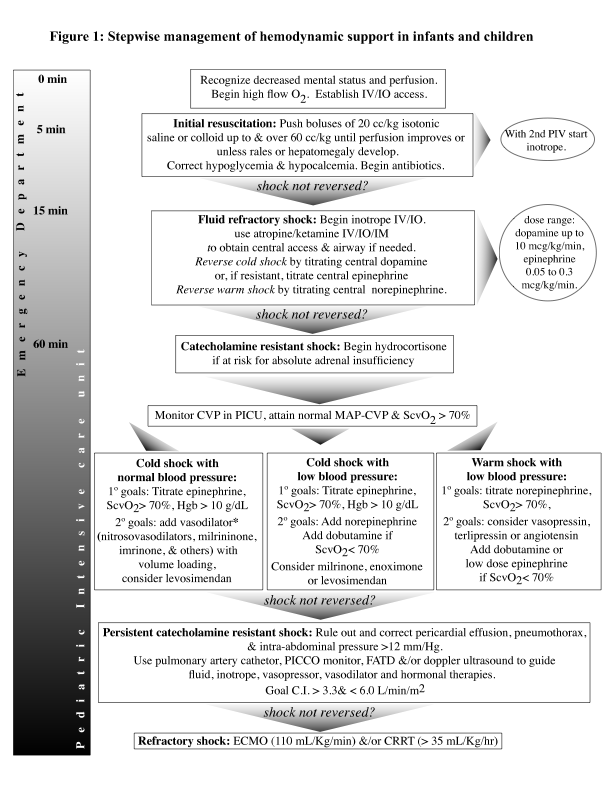 Figure 1: Stepwise management of hemodynamic support in infants and children
0 min
Recognize decreased mental status and perfusion.
Begin high flow O2. Establish IV/IO access.
5 min
Initial resuscitation: Push boluses of 20 cc/kg isotonic
saline or colloid up to & over 60 cc/kg until perfusion improves or
unless rales or hepatomegaly develop.
Correct hypoglycemia & hypocalcemia. Begin antibiotics.
With 2nd PIV start
inotrope.
shock not reversed?
15 min
Fluid refractory shock: Begin inotrope IV/IO.
use atropine/ketamine IV/IO/IM
to obtain central access & airway if needed.
Reverse cold shock by titrating central dopamine
or, if resistant, titrate central epinephrine
Reverse warm shock by titrating central norepinephrine.
dose range:
dopamine up to
10 mcg/kg/min,
epinephrine
0.05 to 0.3
mcg/kg/min.
shock not reversed?
60 min
Catecholamine resistant shock: Begin hydrocortisone
if at risk for absolute adrenal insufficiency
Emergency Department
Monitor CVP in PICU, attain normal MAP-CVP & ScvO2 > 70%
Cold shock with
normal blood pressure:
1º goals: Titrate epinephrine,
ScvO2> 70%, Hgb > 10 g/dL
2º goals: add vasodilator*
(nitrosovasodilators, milrininone,
imrinone, & others) with
volume loading,
consider levosimendan
Cold shock with
low blood pressure:
1º goals: Titrate epinephrine,
ScvO2> 70%, Hgb > 10 g/dL
2º goals: Add norepinephrine
Add dobutamine if
ScvO2< 70%
Consider milrinone, enoximone
or levosimendan
Warm shock with
low blood pressure:
1º goals: titrate norepinephrine,
ScvO2> 70%,
2º goals: consider vasopressin,
terlipressin or angiotensin
Add dobutamine or
low dose epinephrine
if ScvO2< 70%
shock not reversed?
Persistent catecholamine resistant shock: Rule out and correct pericardial effusion, pneumothorax,
& intra-abdominal pressure >12 mm/Hg.
Use pulmonary artery cathetor, PICCO monitor, FATD &/or doppler ultrasound to guide
fluid, inotrope, vasopressor, vasodilator and hormonal therapies.
Goal C.I. > 3.3& < 6.0 L/min/m2
shock not reversed?
Refractory shock: ECMO (110 mL/Kg/min) &/or CRRT (> 35 mL/Kg/hr)
Pediatric Intensive care unit